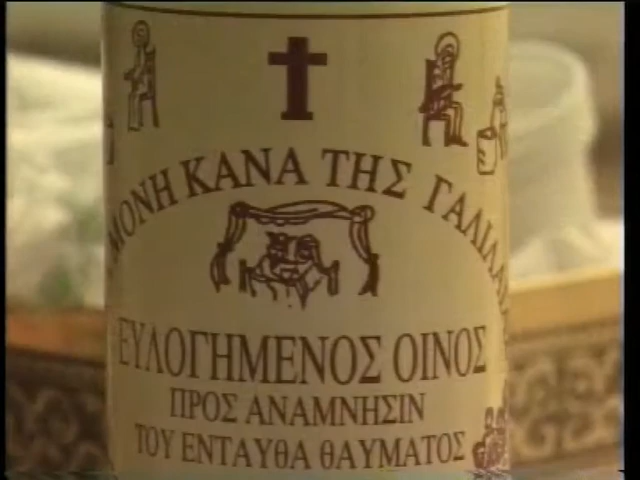 ΜΟΝΗ ΚΑΝΑ ΤΗΣ
ΕΥΛΟΓΗΜΕΝΟΣ ΟΙΝΟΣ
ΠΡΟΣ ΑΝΑΜΝΗΣΙΝ
ΤΟΥ ΕΝΤΑΥΘΑ ΘΑΥΜΑΤΟΣ